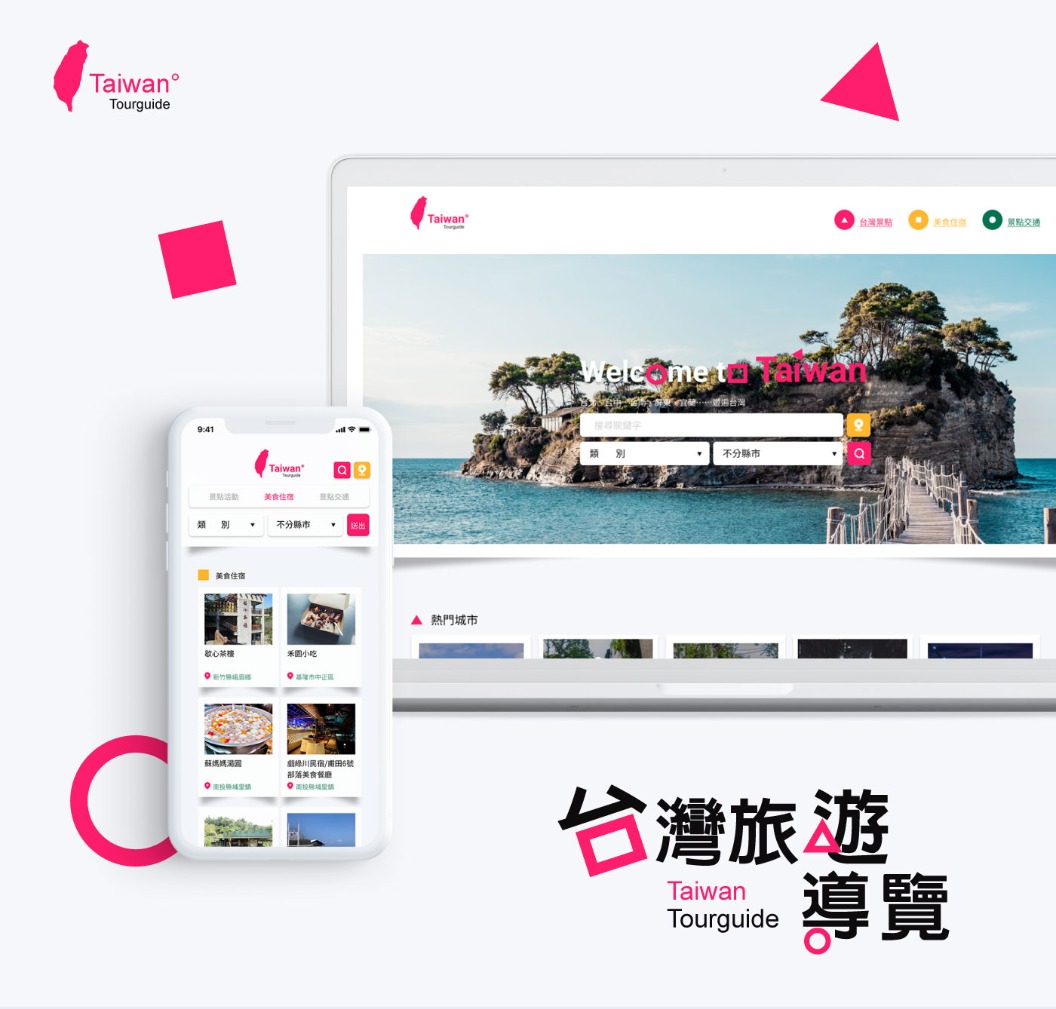 Taiwan°
Tourguide
Taiwan°
Tourguide
台灣景點
美食住宿
景點交通
Welcome to Taiwan
搜尋關鍵字
類 別
不分縣市
熱門城市
9:41
Taiwan°
Tourguide
景點活動 美食住宿 景點交通
類 別
不分縣市
送出
美食住宿
歇心茶樓
新竹縣峨眉鄉
禾園小吃
基隆市中正區
蘇媽媽湯圓
南投縣埔里鎮
戲綠川民宿/甫田6號
部落美食餐廳
南投縣埔里鎮
台灣旅遊
導覽
Taiwan
Tourguide